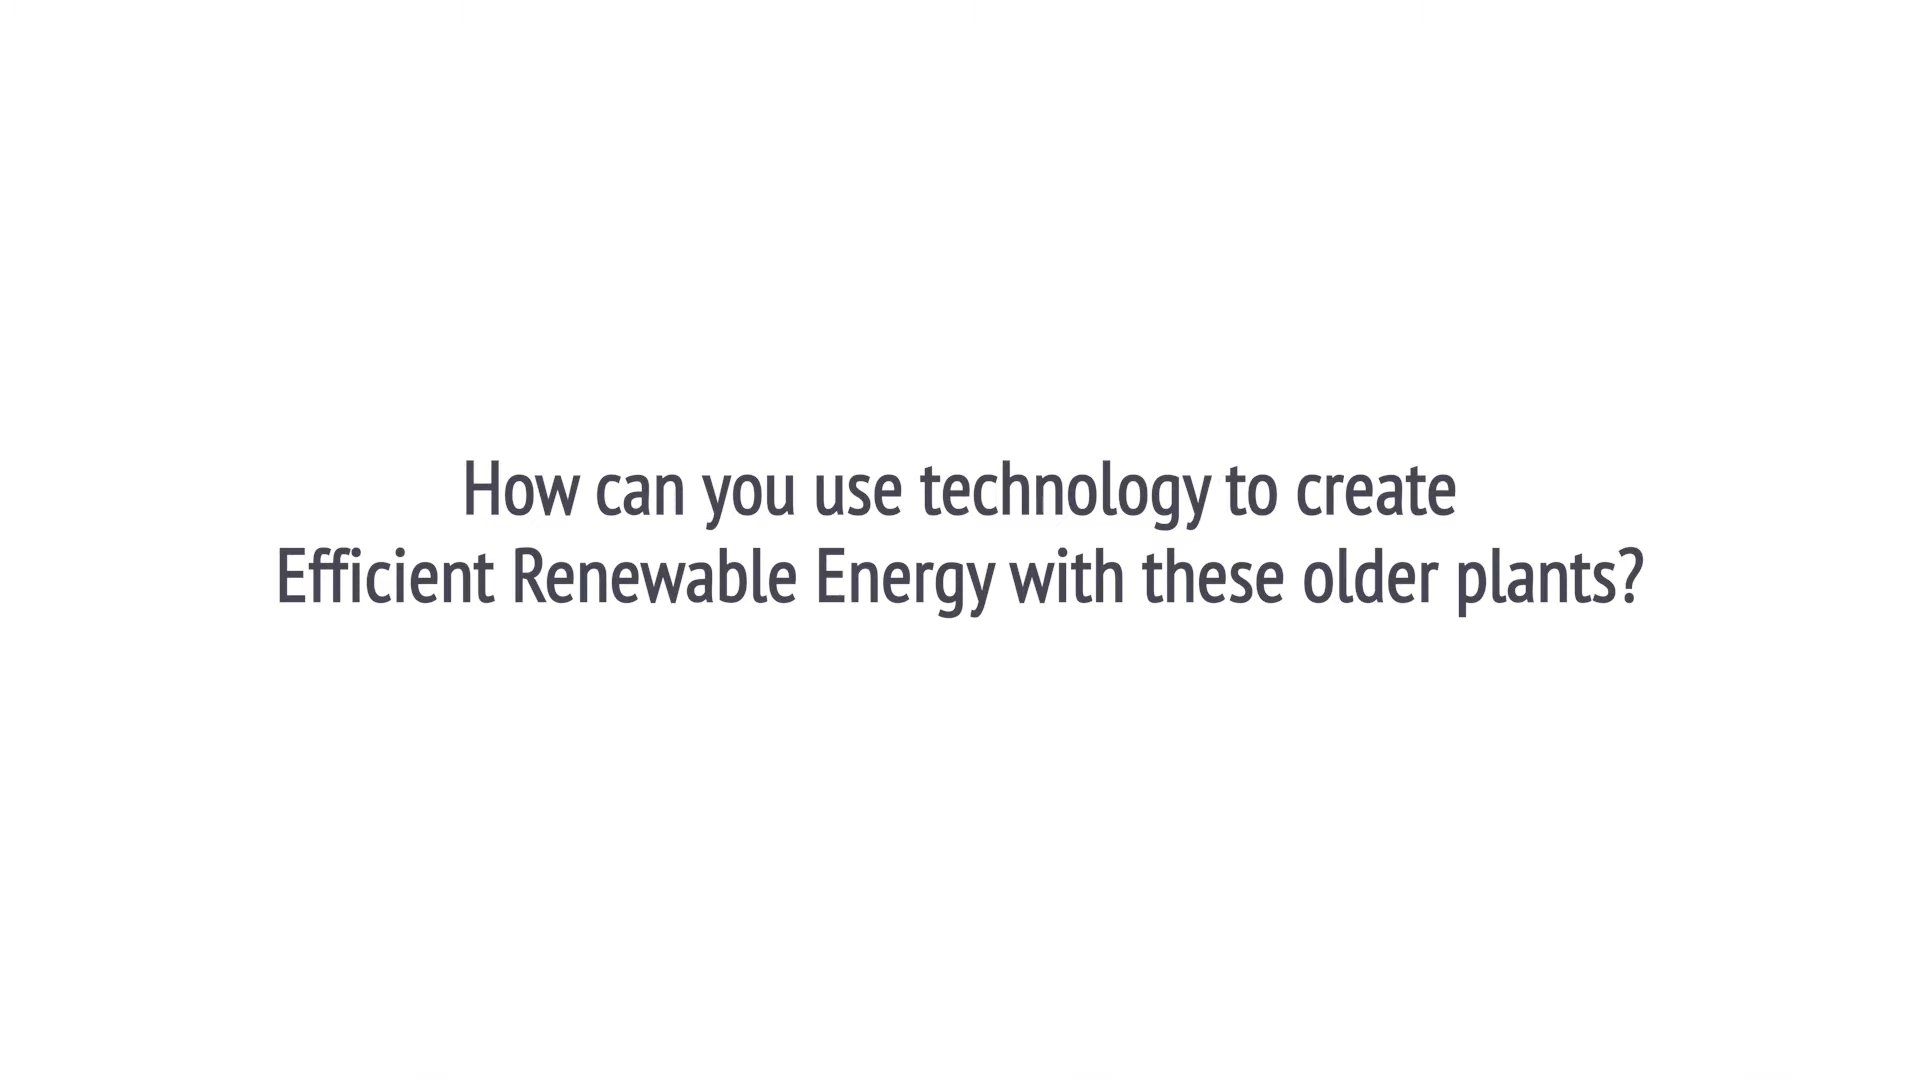 How can you use technology to create
Efficient Renewable Energy with these older plants?